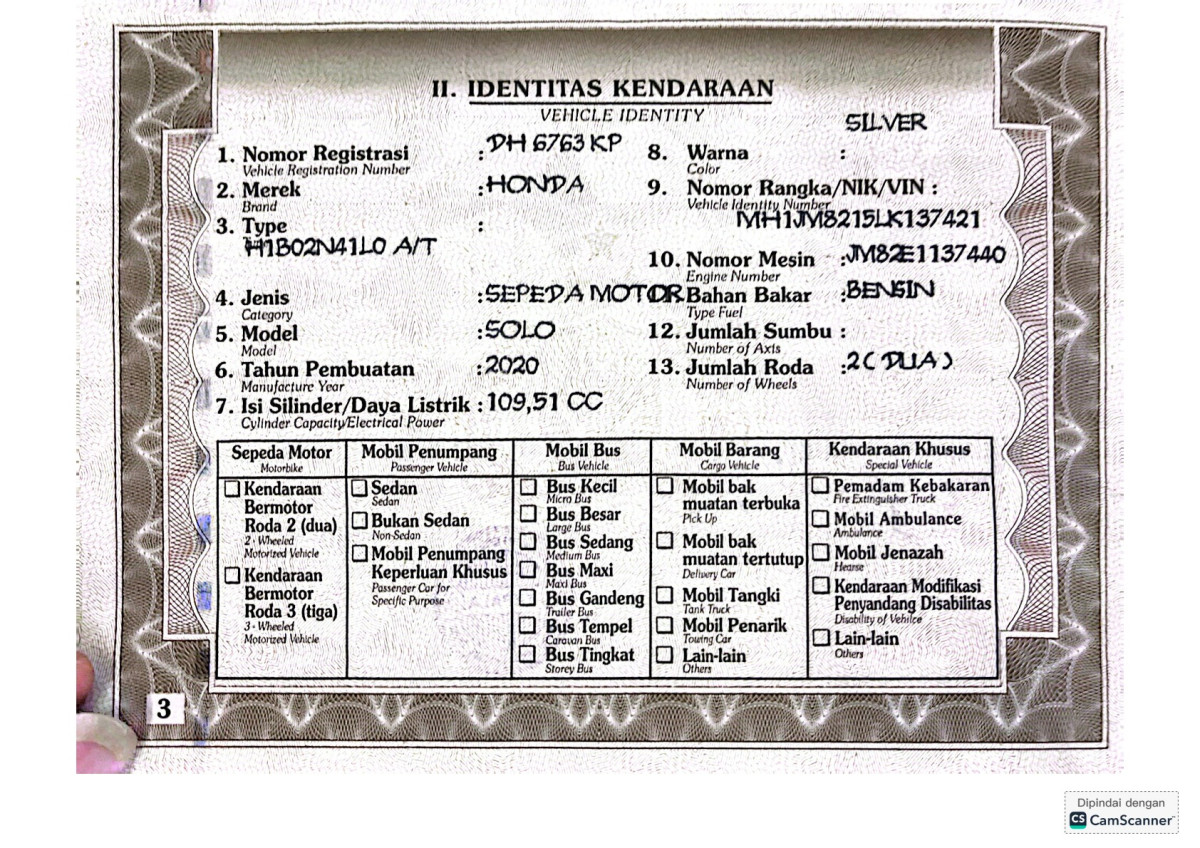 II. IDENTITAS KENDARAAN
VEHICLE IDENTITY
1. Nomor Registrasi : DH 6763 KP
Vehicle Registration Number
2. Merek : HONDA
Brand
3. Type :
H1B02N41L0 A/T
4. Jenis : SEPEDA MOTOR
Category
5. Model : SOLO
Model
6. Tahun Pembuatan : 2020
Manufacture Year
7. Isi Silinder/Daya Listrik : 109,51 CC
Cylinder Capacity/Electrical Power
SILVER
8. Warna :
Color
9. Nomor Rangka/NIK/VIN :
Vehicle Identity Number
MH1JM8215LK137421
10. Nomor Mesin : JM82E1137440
Engine Number
Bahan Bakar : BENSIN
Type Fuel
12. Jumlah Sumbu :
Number of Axis
13. Jumlah Roda : 2( DUA )
Number of Wheels
Sepeda Motor
Motorbike
Kendaraan
Bermotor
Roda 2 (dua)
2 - Wheeled
Motorized Vehicle
Kendaraan
Bermotor
Roda 3 (tiga)
3 - Wheeled
Motorized Vehicle
Mobil Penumpang
Passenger Vehicle
Sedan
Sedan
Bukan Sedan
Non-Sedan
Mobil Penumpang
Keperluan Khusus
Passenger Car for
Specific Purpose
Mobil Bus
Bus Vehicle
Bus Kecil
Micro Bus
Bus Besar
Large Bus
Bus Sedang
Medium Bus
Bus Maxi
Maxi Bus
Bus Gandeng
Trailer Bus
Bus Tempel
Caravan Bus
Bus Tingkat
Storey Bus
Mobil Barang
Cargo Vehicle
Mobil bak
muatan terbuka
Pick Up
Mobil bak
muatan tertutup
Delivery Car
Mobil Tangki
Tank Truck
Mobil Penarik
Towing Car
Lain-lain
Others
Kendaraan Khusus
Special Vehicle
Pemadam Kebakaran
Fire Extinguisher Truck
Mobil Ambulance
Ambulance
Mobil Jenazah
Hearse
Kendaraan Modifikasi
Penyandang Disabilitas
Disability of Vehilce
Lain-lain
Others
3
Dipindai dengan
CS CamScanner